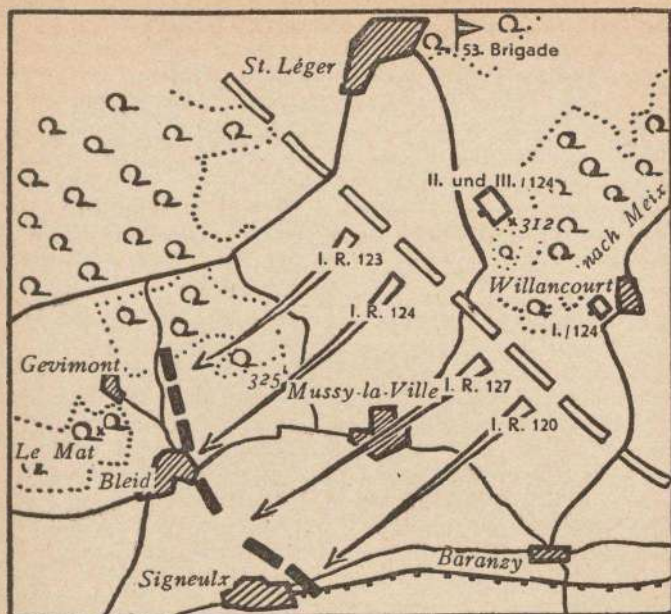 St. Léger
53. Brigade
II. und III./124
312
nach Meix
I. R. 123
Willancourt
I./124
I. R. 124
Gevimont
325
Mussy-la-Ville
I. R. 127
I. R. 120
Le Mat
Bleid
Baranzy
Signeulx